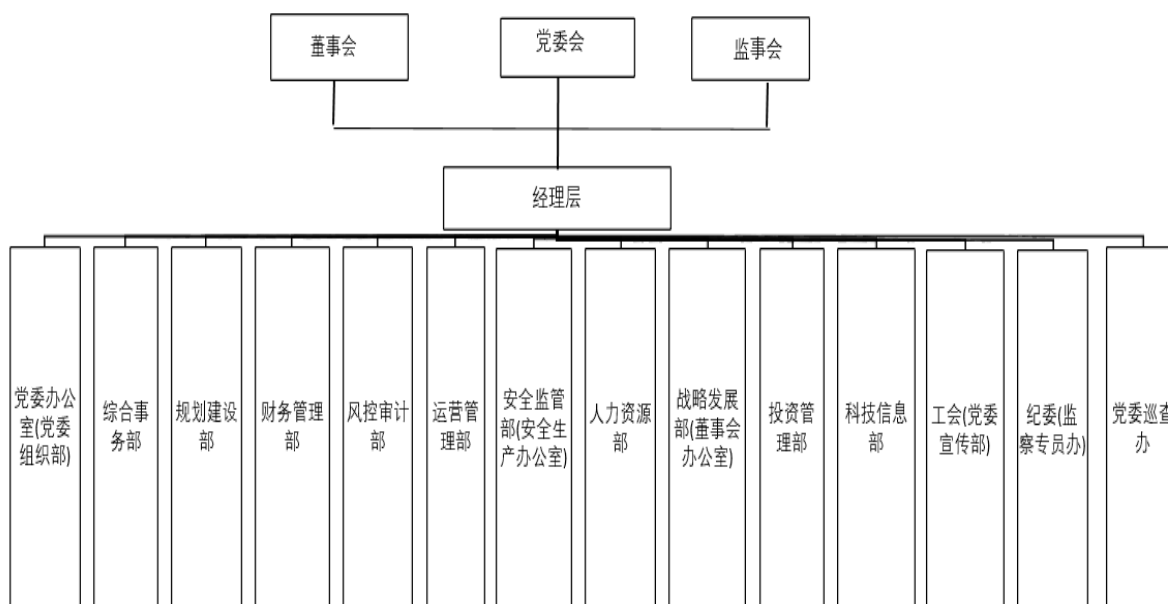 董事会
党委会
监事会
经理层
党委办公
室(党委
组织部)
综合事
务部
规划建设
部
财务管理
部
风控审计
部
运营管
理部
安全监管
部(安全生
产办公室)
人力资源
部
战略发展
部(董事会
办公室)
投资管理
部
科技信息
部
工会(党委
宣传部)
纪委(监
察专员办)
党委巡查
办